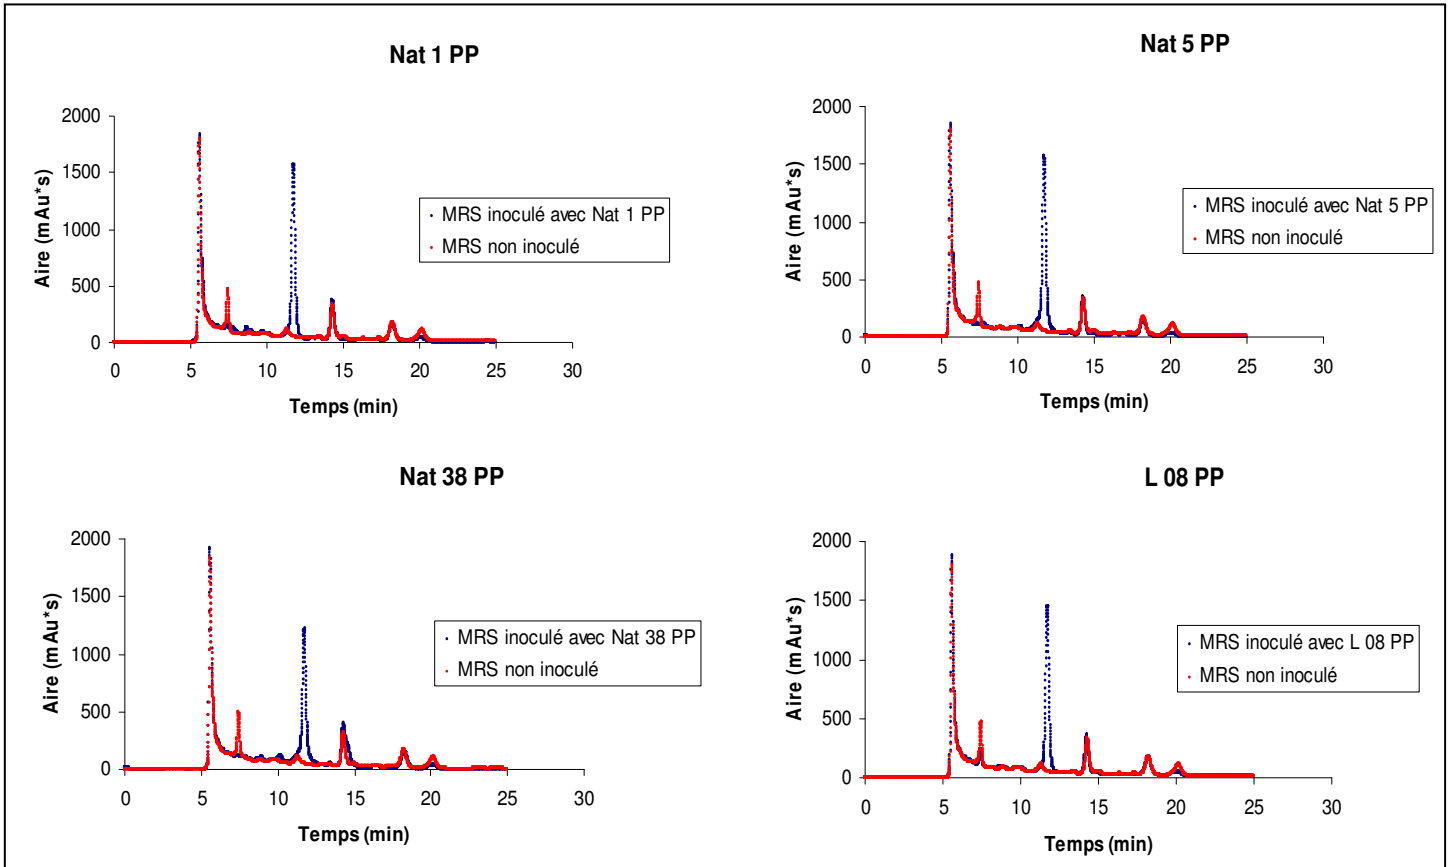 Nat 1 PP
2000
1500
1000
500
0
Aire (mAu*s)
0 5 10 15 20 25 30
Temps (min)
MRS inoculé avec Nat 1 PP
MRS non inoculé
Nat 5 PP
2000
1500
1000
500
0
Aire (mAu*s)
0 5 10 15 20 25 30
Temps (min)
MRS inoculé avec Nat 5 PP
MRS non inoculé
Nat 38 PP
2000
1500
1000
500
0
Aire (mAu*s)
0 5 10 15 20 25 30
Temps (min)
MRS inoculé avec Nat 38 PP
MRS non inoculé
L 08 PP
2000
1500
1000
500
0
Aire (mAu*s)
0 5 10 15 20 25 30
Temps (min)
MRS inoculé avec L 08 PP
MRS non inoculé